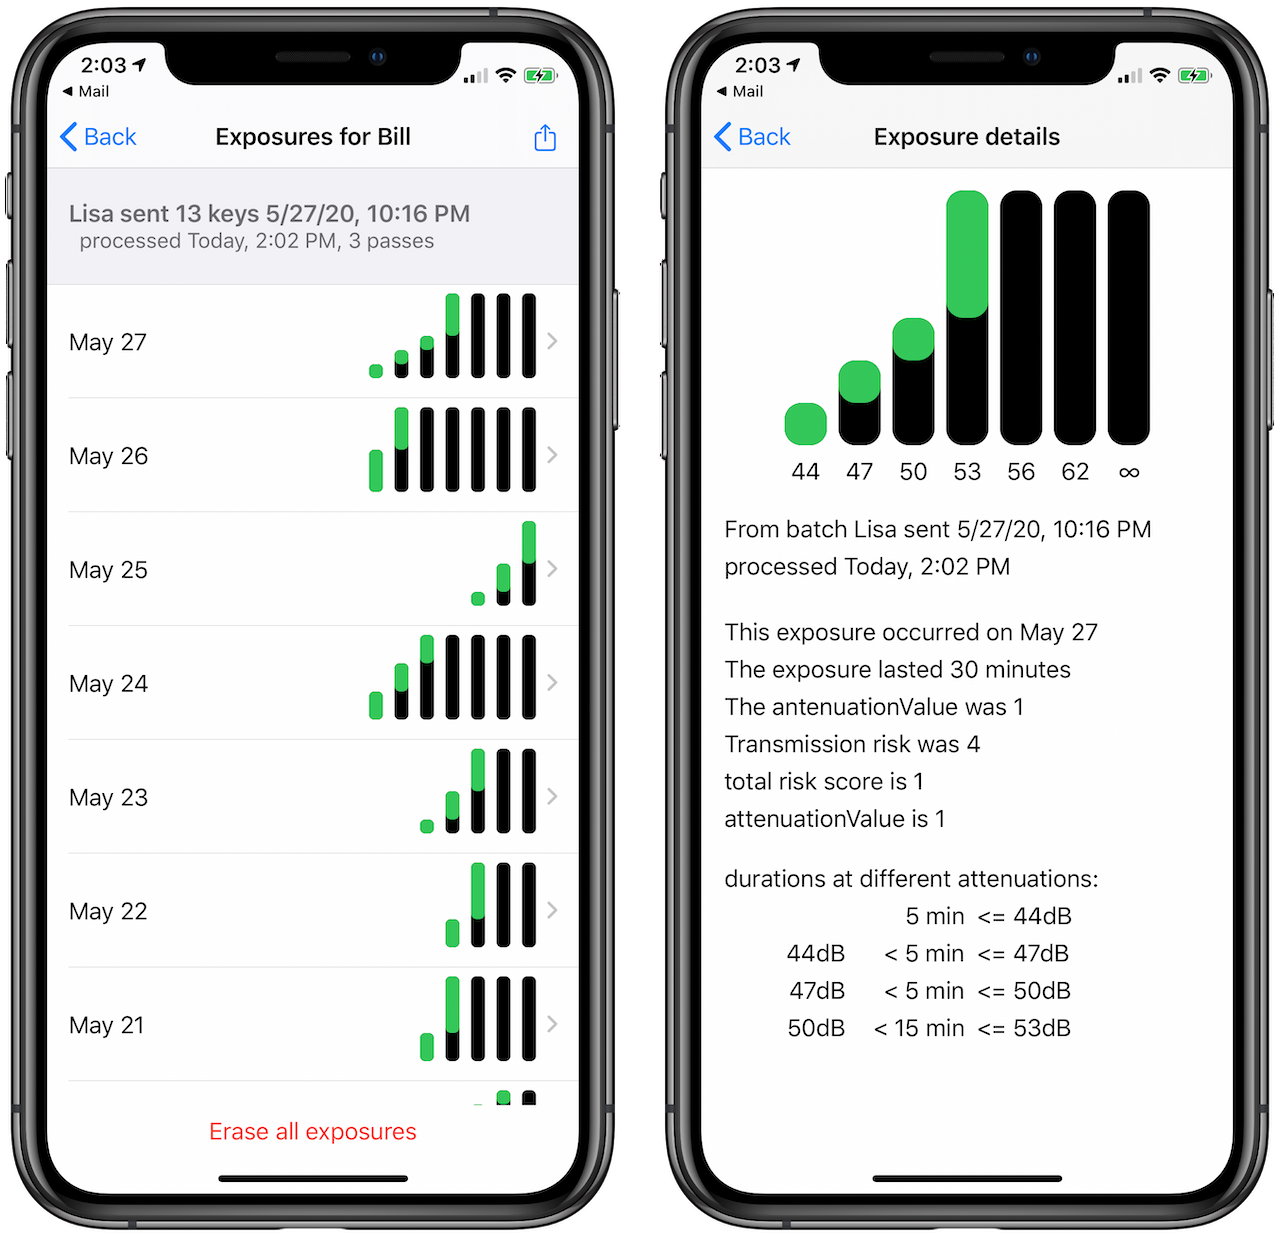 2:03
◀ Mail
Back
Exposures for Bill
Lisa sent 13 keys 5/27/20, 10:16 PM
processed Today, 2:02 PM, 3 passes
May 27
May 26
May 25
May 24
May 23
May 22
May 21
Erase all exposures
2:03
◀ Mail
Back
Exposure details
44 47 50 53 56 62 ∞
From batch Lisa sent 5/27/20, 10:16 PM
processed Today, 2:02 PM
This exposure occurred on May 27
The exposure lasted 30 minutes
The antenuationValue was 1
Transmission risk was 4
total risk score is 1
attenuationValue is 1
durations at different attenuations:
5 min <= 44dB
44dB < 5 min <= 47dB
47dB < 5 min <= 50dB
50dB < 15 min <= 53dB